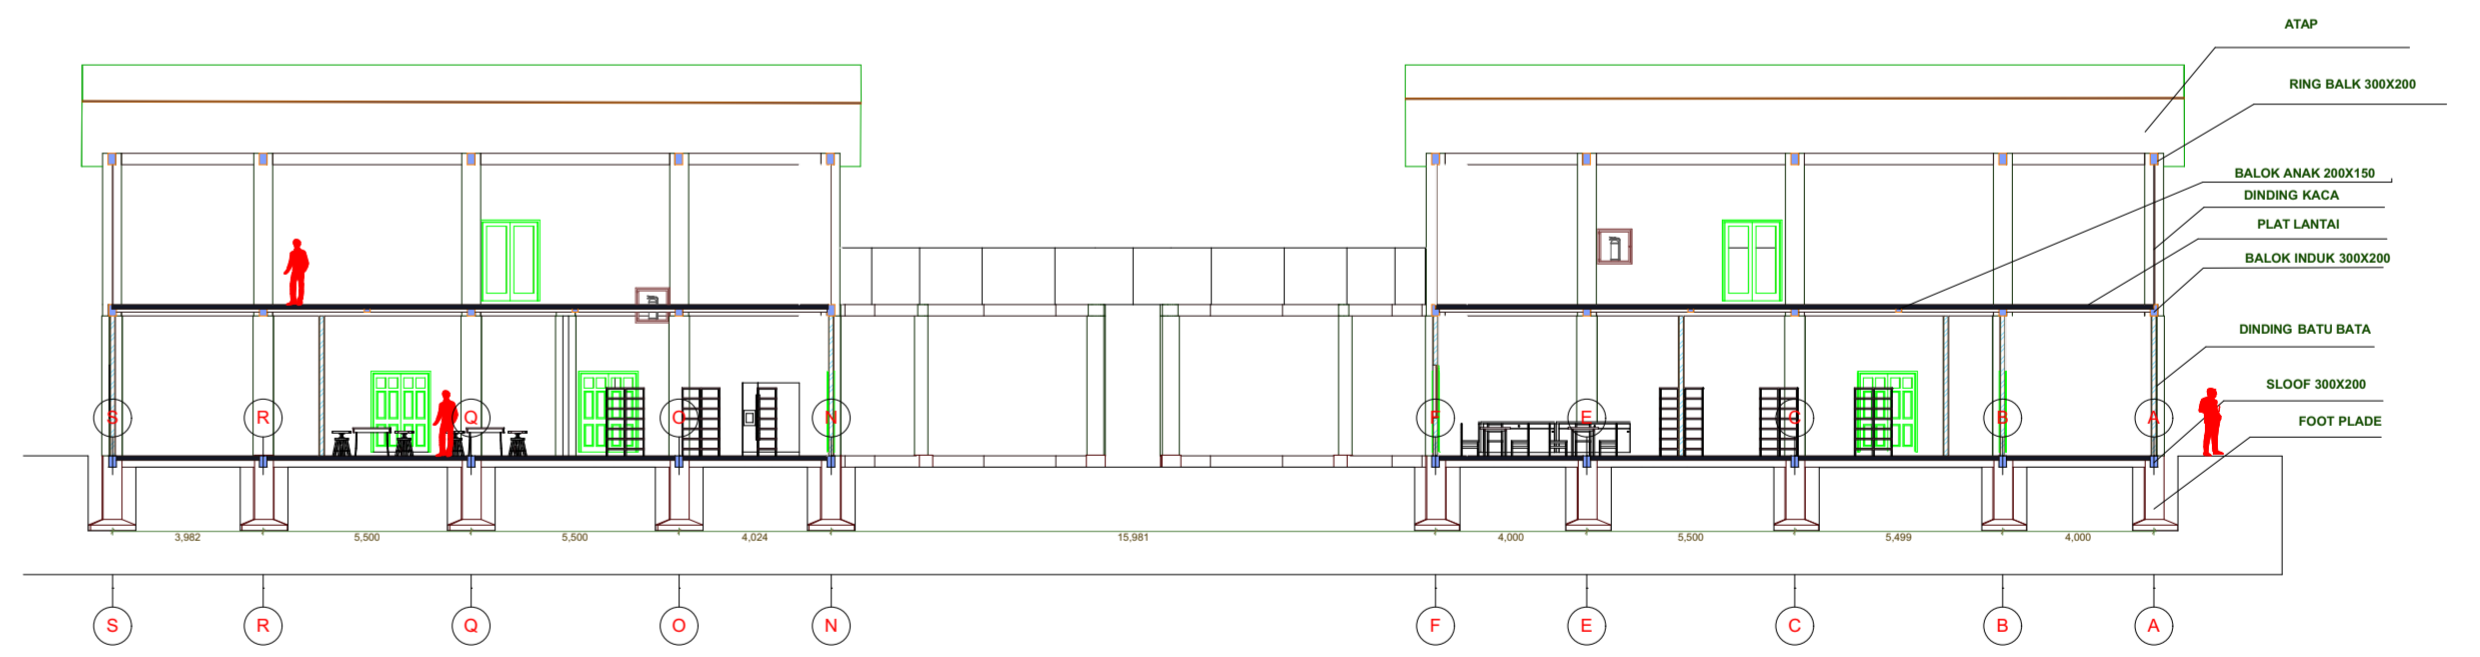 ATAP
RING BALK 300X200
BALOK ANAK 200X150
DINDING KACA
PLAT LANTAI
BALOK INDUK 300X200
DINDING BATU BATA
SLOOF 300X200
FOOT PLADE
S R Q O N F E C B A
3,982 5,500 5,500 4,024 15,981 4,000 5,500 5,499 4,000
S R Q O N F E C B A